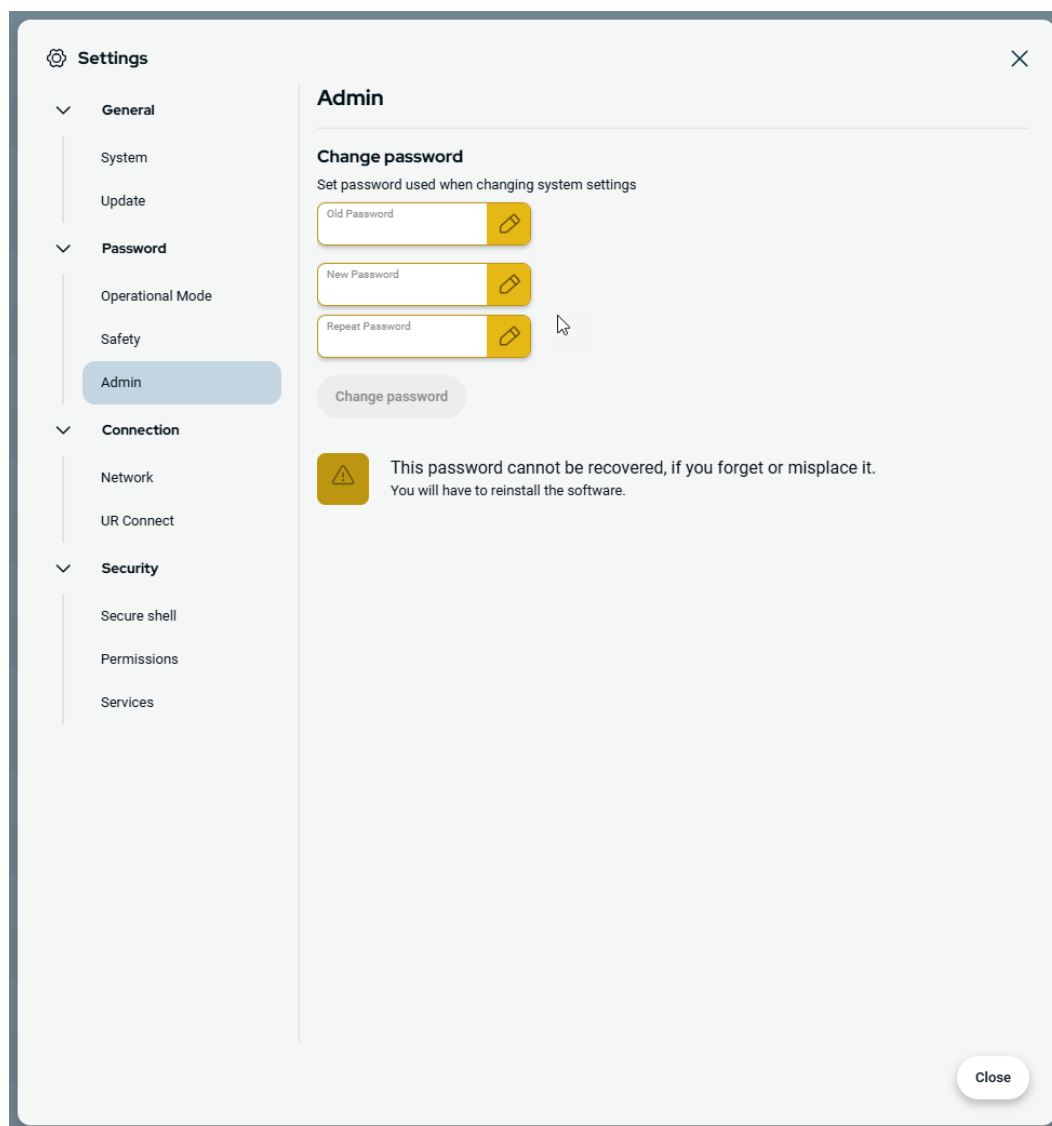 Settings
General
System
Update
Password
Operational Mode
Safety
Admin
Connection
Network
UR Connect
Security
Secure shell
Permissions
Services
Admin
Change password
Set password used when changing system settings
Old Password
New Password
Repeat Password
Change password
This password cannot be recovered, if you forget or misplace it.
You will have to reinstall the software.
Close